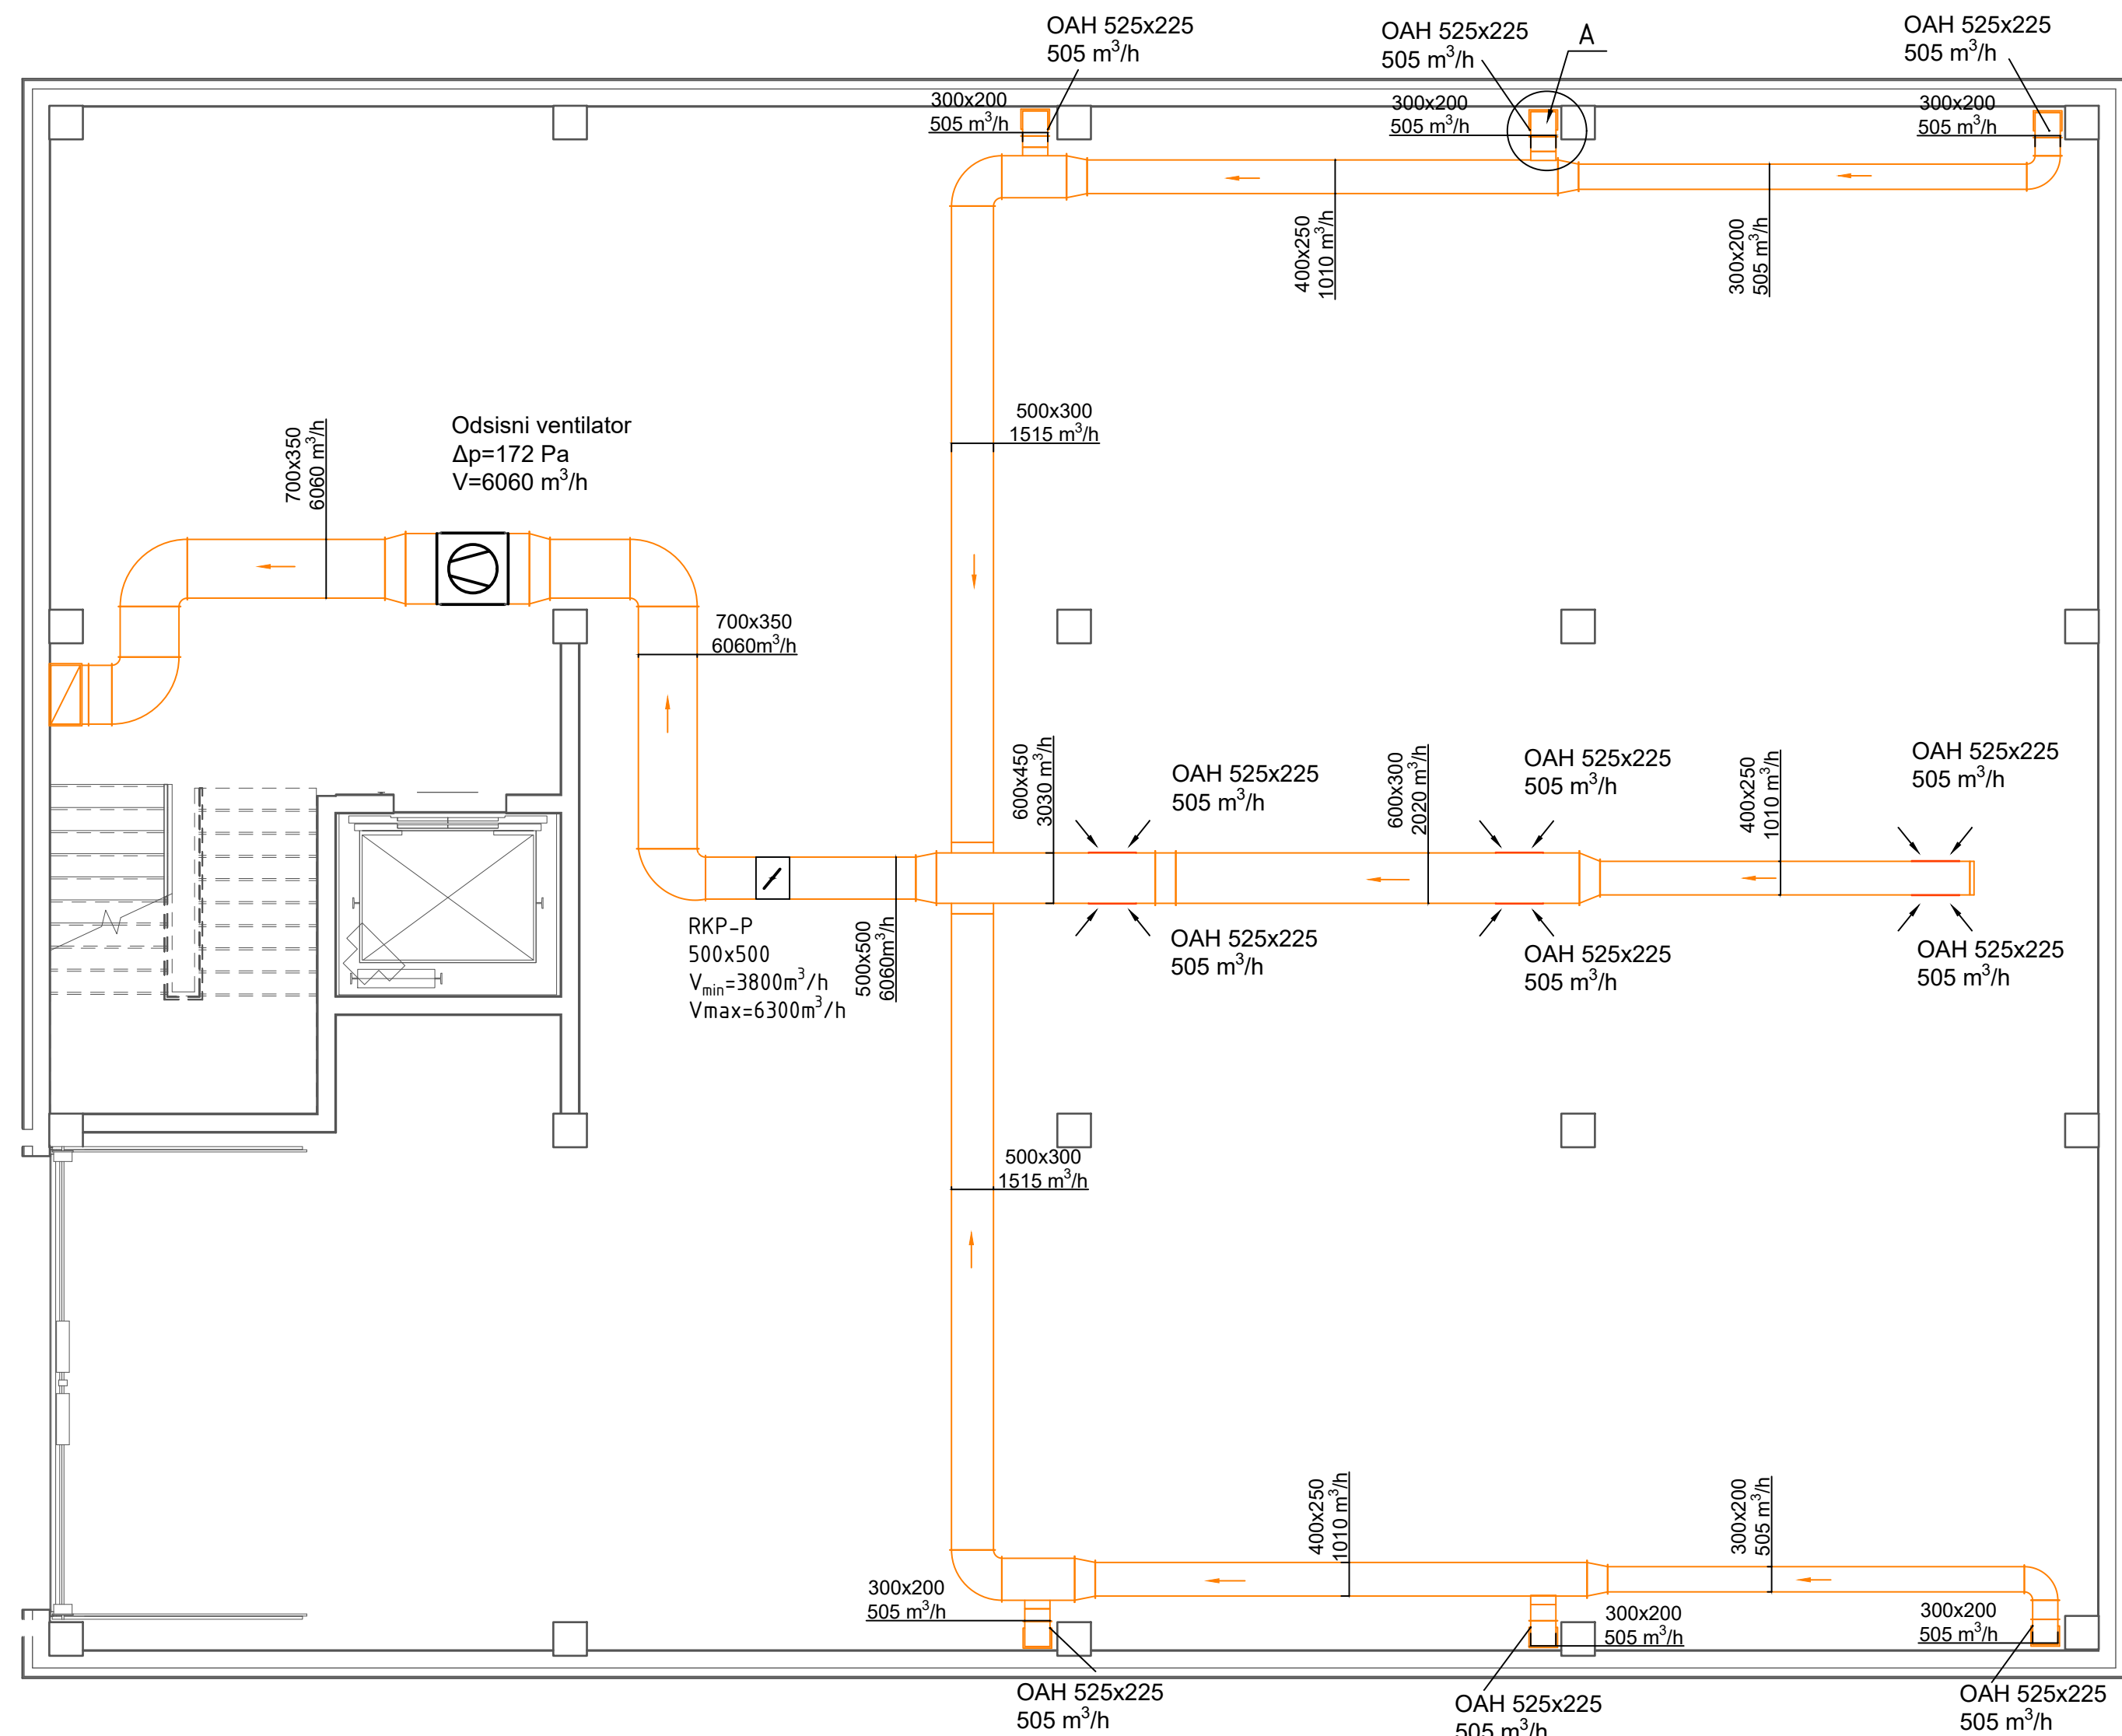 OAH 525x225
505 m³/h
OAH 525x225
505 m³/h
A
OAH 525x225
505 m³/h
300x200
505 m³/h
300x200
505 m³/h
300x200
505 m³/h
400x250
1010 m³/h
300x200
505 m³/h
Odsisni ventilator
Δp=172 Pa
V=6060 m³/h
700x350
6060 m³/h
500x300
1515 m³/h
700x350
6060m³/h
600x450
3030 m³/h
OAH 525x225
505 m³/h
600x300
2020 m³/h
OAH 525x225
505 m³/h
400x250
1010 m³/h
OAH 525x225
505 m³/h
RKP-P
500x500
Vmin=3800m³/h
Vmax=6300m³/h
500x500
6060m³/h
OAH 525x225
505 m³/h
OAH 525x225
505 m³/h
OAH 525x225
505 m³/h
500x300
1515 m³/h
400x250
1010 m³/h
300x200
505 m³/h
300x200
505 m³/h
300x200
505 m³/h
300x200
505 m³/h
OAH 525x225
505 m³/h
OAH 525x225
505 m³/h
OAH 525x225
505 m³/h